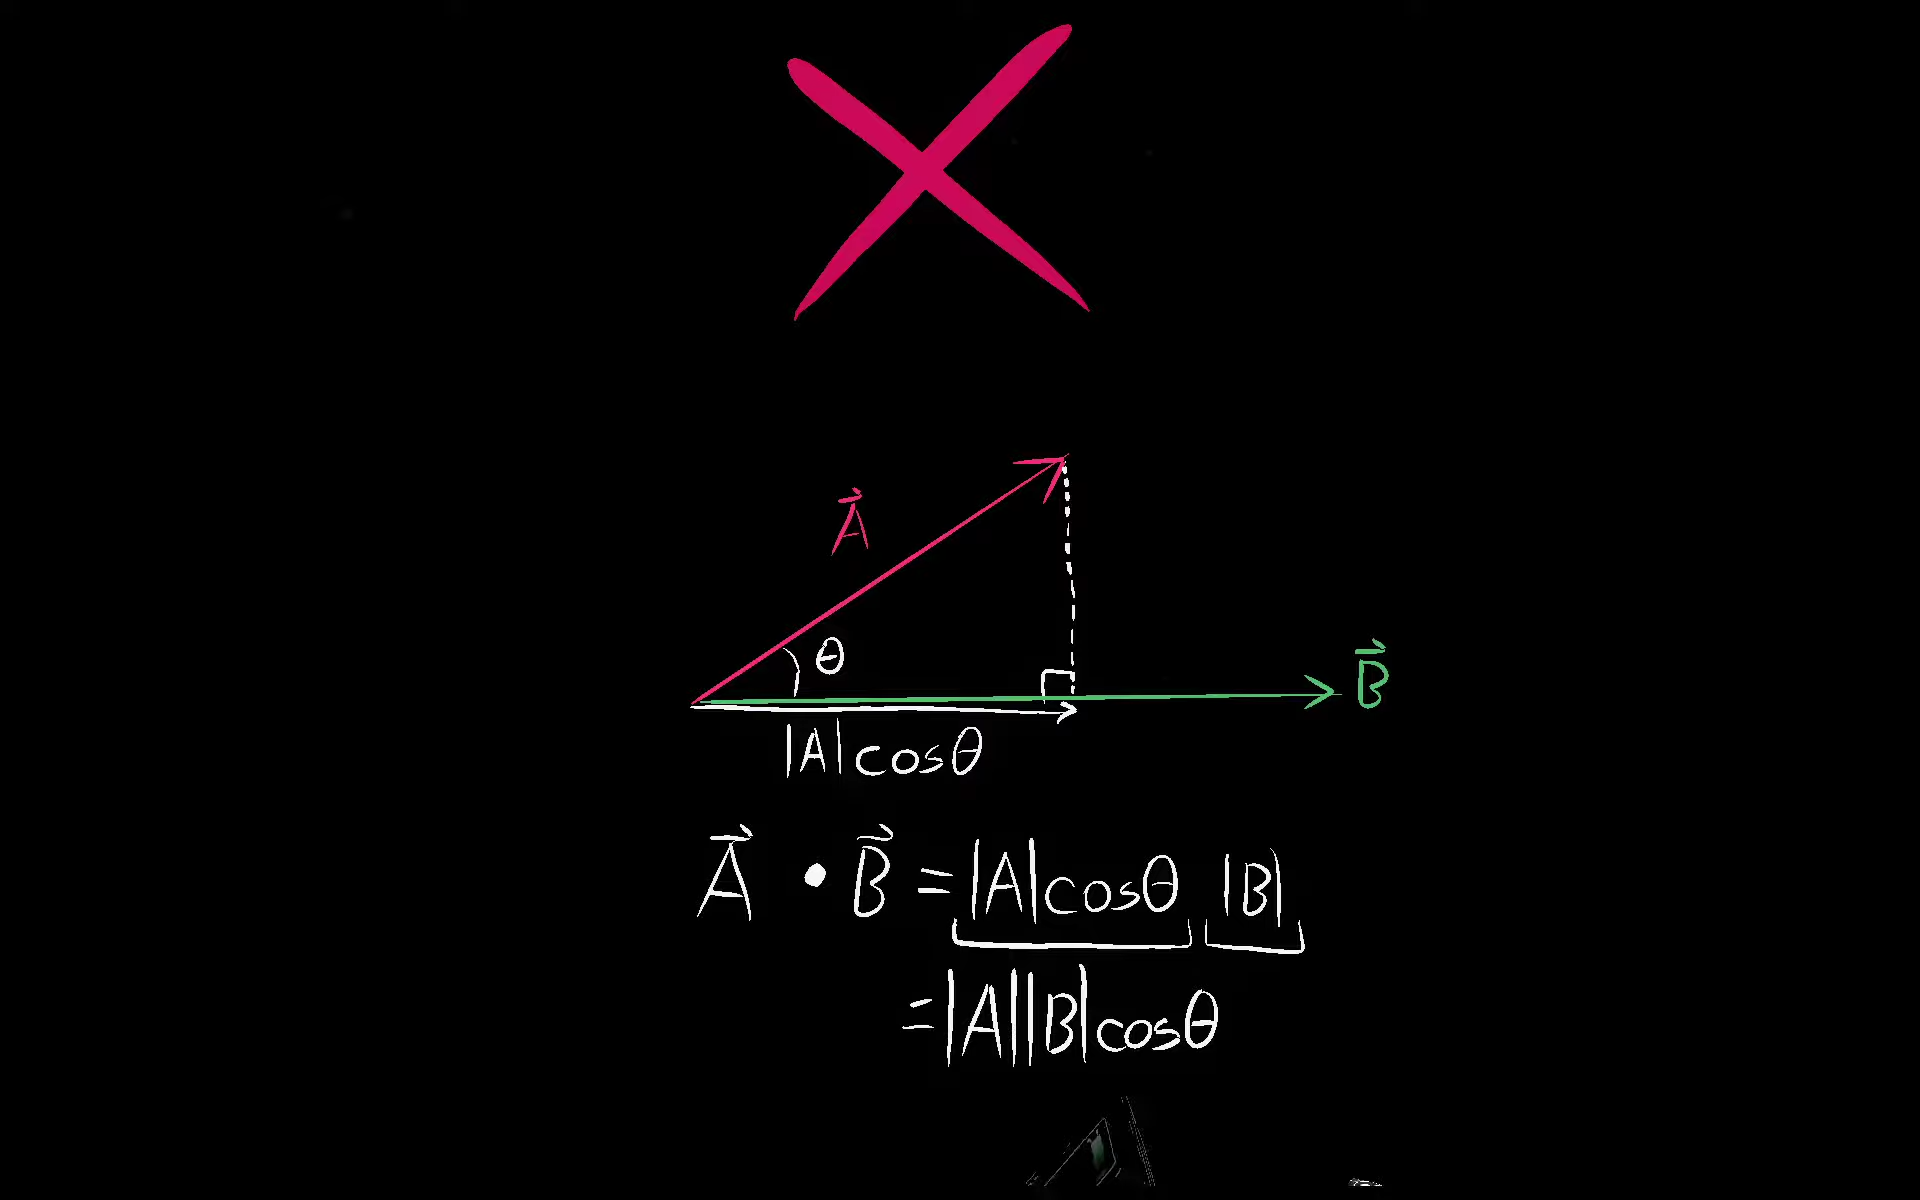 A⃗
θ
B⃗
|A|cosθ
A⃗ • B⃗ = |A|cosθ |B|
= |A||B|cosθ